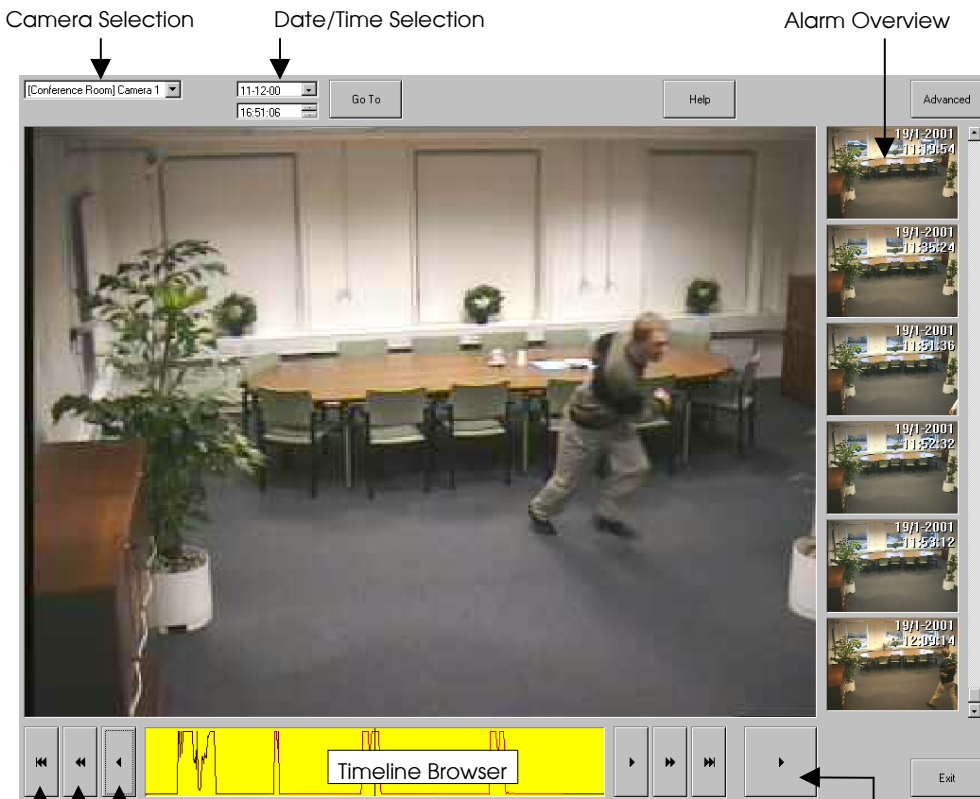 Camera Selection
Date/Time Selection
Alarm Overview
[Conference Room] Camera 1
11-12-00
16:51:06
Go To
Help
Advanced
19/1-2001
11:19:54
19/1-2001
11:35:24
19/1-2001
11:51:36
19/1-2001
11:52:32
19/1-2001
11:53:12
19/1-2001
12:09:14
Timeline Browser
Exit